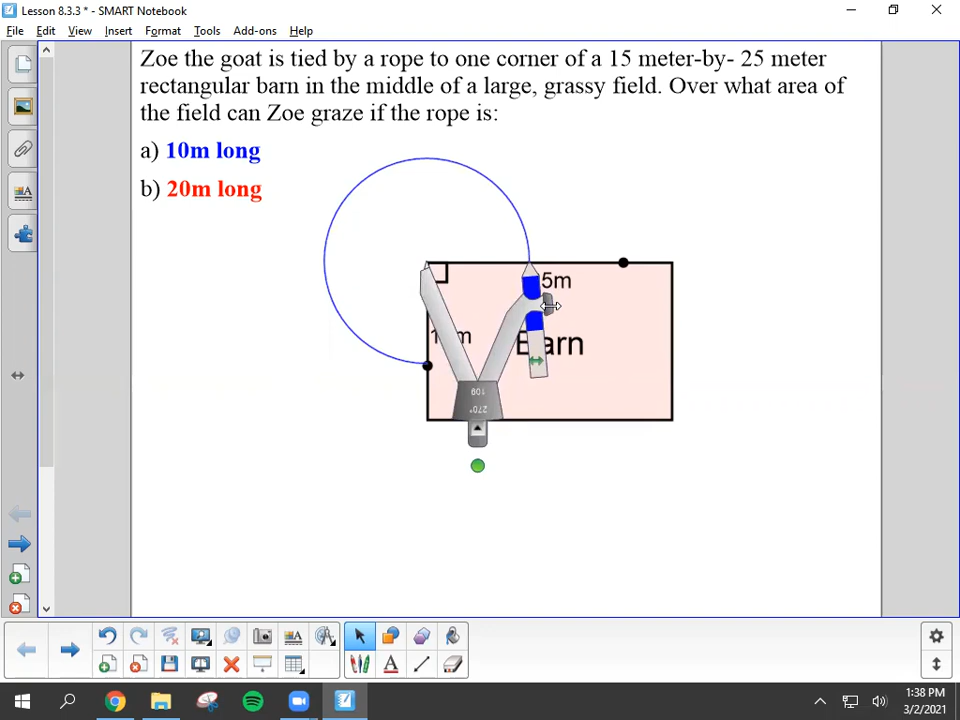 Lesson 8.3.3 * - SMART Notebook
File Edit View Insert Format Tools Add-ons Help
Zoe the goat is tied by a rope to one corner of a 15 meter-by- 25 meter
rectangular barn in the middle of a large, grassy field. Over what area of
the field can Zoe graze if the rope is:
a) 10m long
b) 20m long
5m
m
Barn
109
270°
1:38 PM
3/2/2021